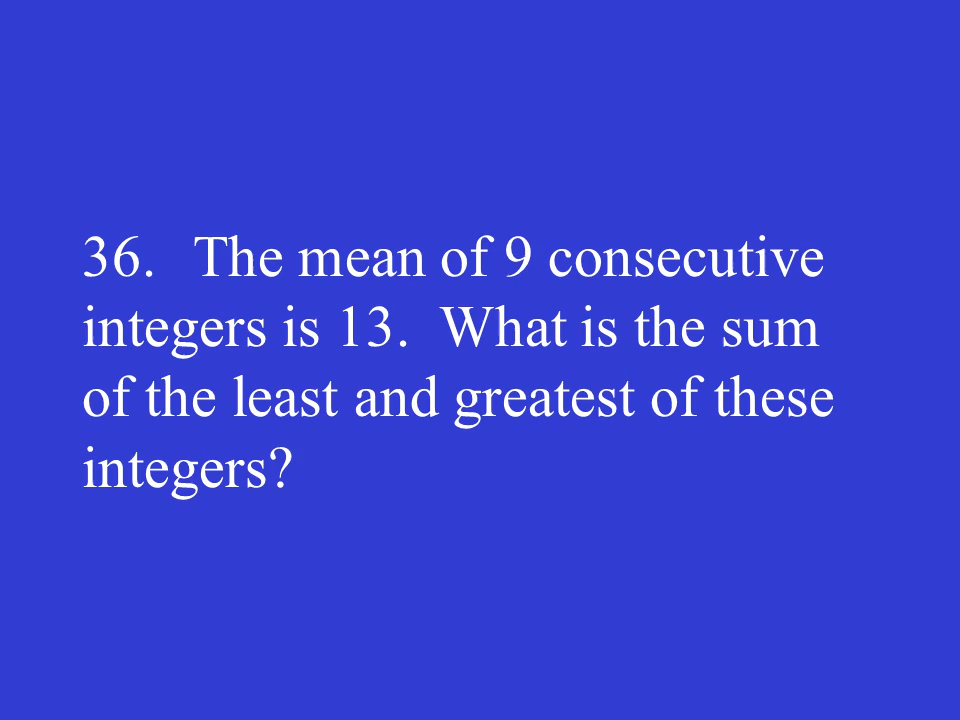 36. The mean of 9 consecutive
integers is 13. What is the sum
of the least and greatest of these
integers?